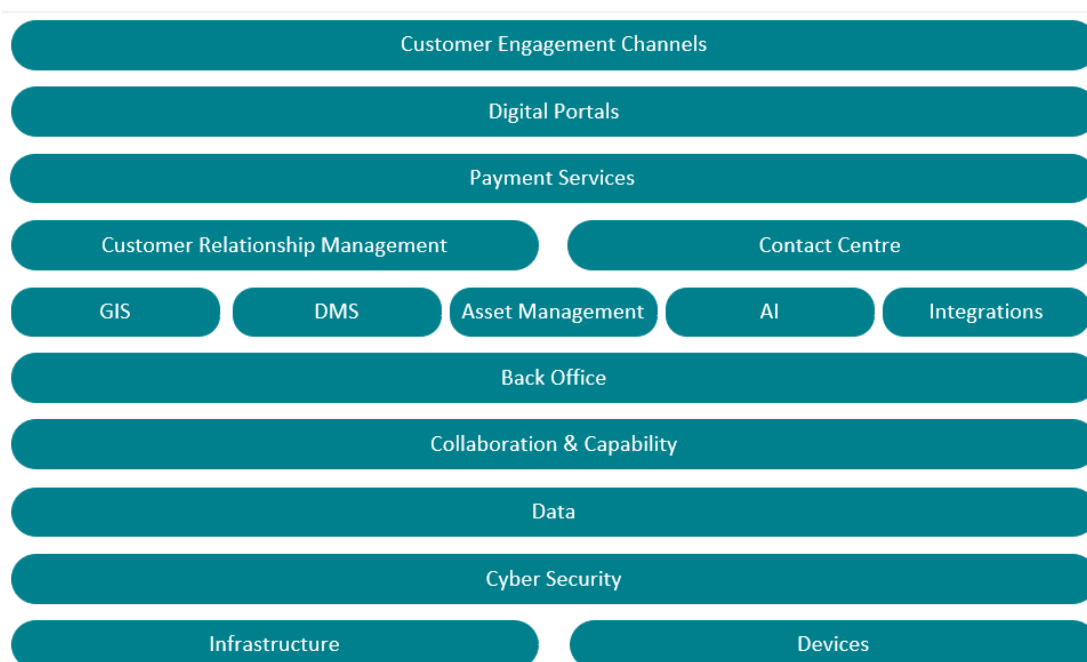 Customer Engagement Channels
Digital Portals
Payment Services
Customer Relationship Management
Contact Centre
GIS
DMS
Asset Management
AI
Integrations
Back Office
Collaboration & Capability
Data
Cyber Security
Infrastructure
Devices